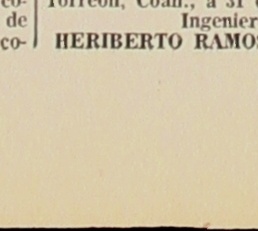 co-
de
co-
Torreón, Coah., a 31 d
Ingenier
HERIBERTO RAMOS